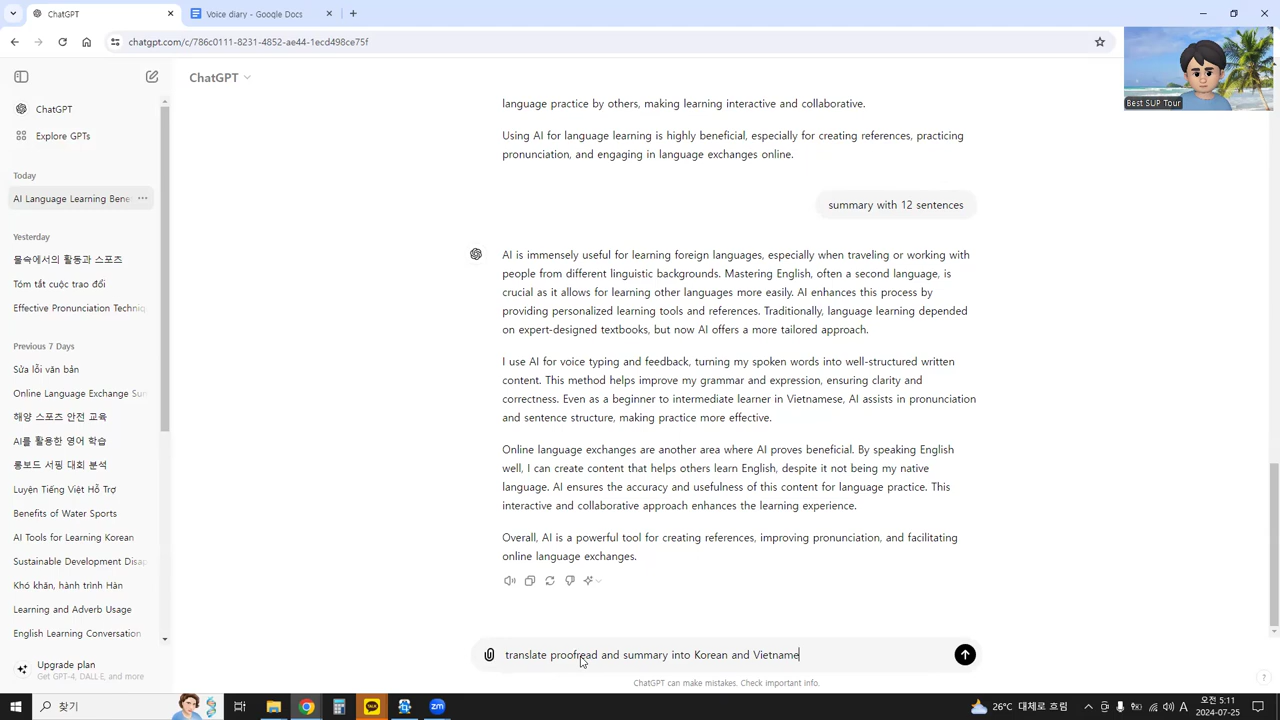 ChatGPT
Voice diary - Google Docs
chatgpt.com/c/786c0111-8231-4852-ae44-1ecd498ce75f
Best SUP Tour
ChatGPT
Explore GPTs
Today
AI Language Learning Bene
Yesterday
물속에서의 활동과 스포츠
Tóm tắt cuộc trao đổi
Effective Pronunciation Techniq
Previous 7 Days
Sửa lỗi văn bản
Online Language Exchange Sur
해양 스포츠 안전 교육
AI를 활용한 영어 학습
롱보드 서핑 대회 분석
Luyện Tiếng Việt Hỗ Trợ
Benefits of Water Sports
AI Tools for Learning Korean
Sustainable Development Disap
Khó khăn, hành trình Hàn
Learning and Adverb Usage
English Learning Conversation
Upgrade plan
Get GPT-4, DALL·E, and more
ChatGPT
language practice by others, making learning interactive and collaborative.
Using AI for language learning is highly beneficial, especially for creating references, practicing
pronunciation, and engaging in language exchanges online.
summary with 12 sentences
AI is immensely useful for learning foreign languages, especially when traveling or working with
people from different linguistic backgrounds. Mastering English, often a second language, is
crucial as it allows for learning other languages more easily. AI enhances this process by
providing personalized learning tools and references. Traditionally, language learning depended
on expert-designed textbooks, but now AI offers a more tailored approach.
I use AI for voice typing and feedback, turning my spoken words into well-structured written
content. This method helps improve my grammar and expression, ensuring clarity and
correctness. Even as a beginner to intermediate learner in Vietnamese, AI assists in pronunciation
and sentence structure, making practice more effective.
Online language exchanges are another area where AI proves beneficial. By speaking English
well, I can create content that helps others learn English, despite it not being my native
language. AI ensures the accuracy and usefulness of this content for language practice. This
interactive and collaborative approach enhances the learning experience.
Overall, AI is a powerful tool for creating references, improving pronunciation, and facilitating
online language exchanges.
translate proofread and summary into Korean and Vietname
ChatGPT can make mistakes. Check important info.
?
찾기
TALK
zm
26°C 대체로 흐림
A
오전 5:11
2024-07-25